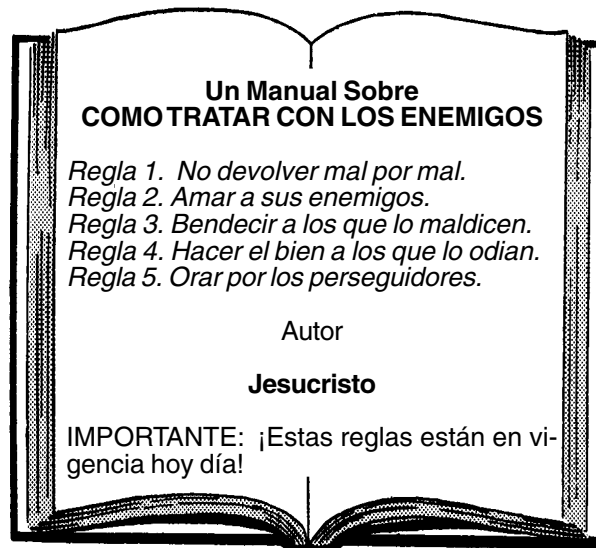 Un Manual Sobre
COMO TRATAR CON LOS ENEMIGOS
Regla 1. No devolver mal por mal.
Regla 2. Amar a sus enemigos.
Regla 3. Bendecir a los que lo maldicen.
Regla 4. Hacer el bien a los que lo odian.
Regla 5. Orar por los perseguidores.
Autor
Jesucristo
IMPORTANTE: ¡Estas reglas están en vi-
gencia hoy día!